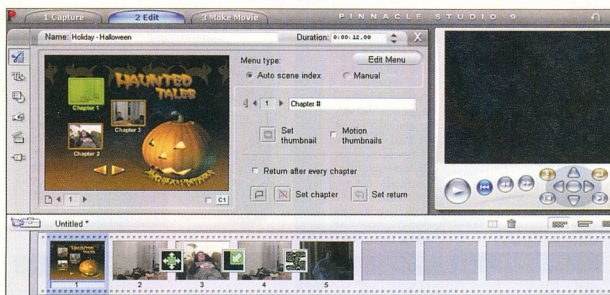 1 Capture 2 Edit 3 Make Movie PINNACLE STUDIO 9
Name: Holiday - Halloween Duration: 0:00:12.00
Menu type: Edit Menu
Auto scene index Manual
HAUNTED
TALES
Chapter 1
Chapter 3
Chapter 2
1 Chapter #
Set
thumbnail
Motion
thumbnails
Return after every chapter
Set chapter Set return
1 C1
Untitled *
1 2 3 4 5